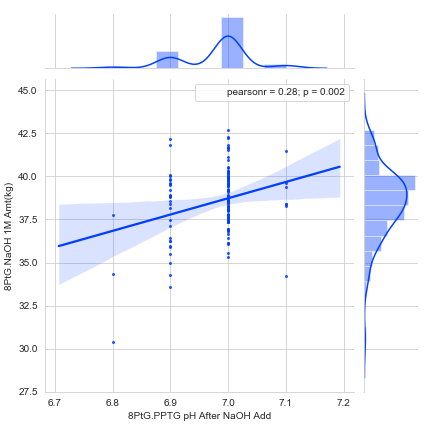 pearsonr = 0.28; p = 0.002
45.0
42.5
40.0
37.5
35.0
32.5
30.0
27.5
8PtG.NaOH 1M Amt(kg)
6.7 6.8 6.9 7.0 7.1 7.2
8PtG.PPTG pH After NaOH Add